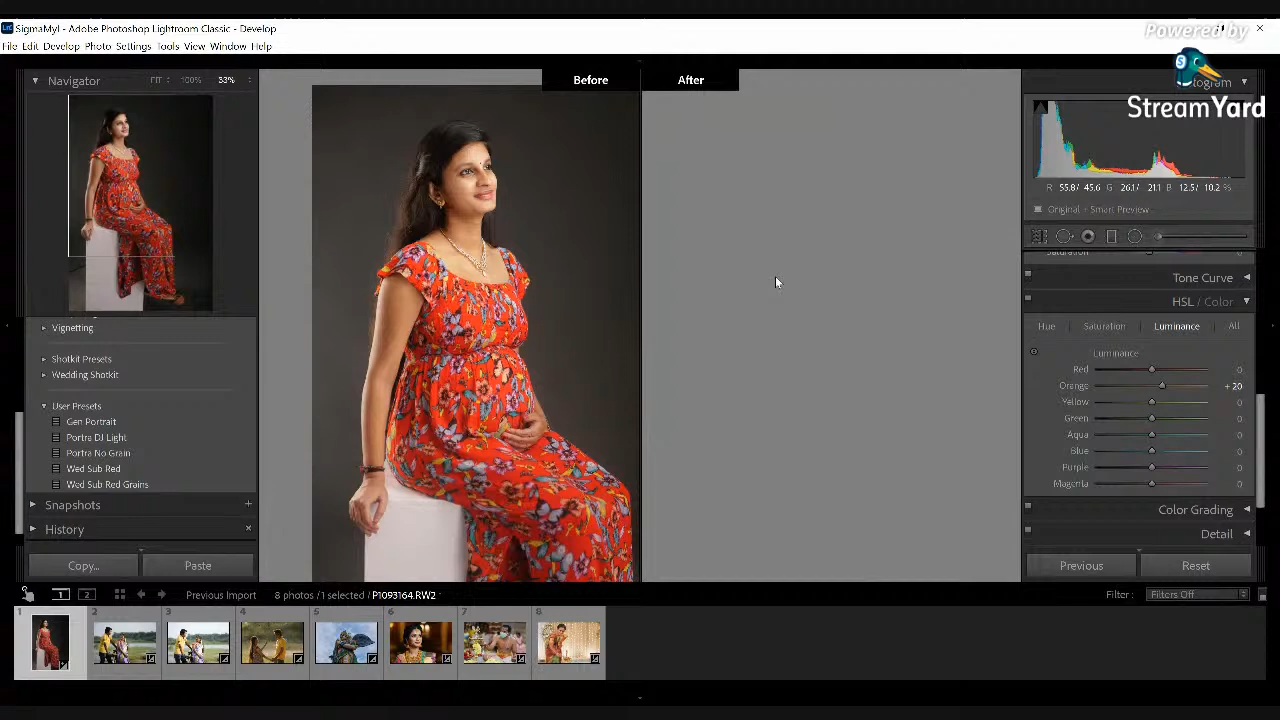 SigmaMyl - Adobe Photoshop Lightroom Classic - Develop
Powered by
File Edit Develop Photo Settings Tools View Window Help
StreamYard
Navigator FIT 100% 33%
Before After
R 55.8/ 45.6 G 26.1/ 21.1 B 12.5/ 10.2 %
Original + Smart Preview
Saturation 0
Tone Curve
HSL / Color
Hue Saturation Luminance All
Luminance
Red 0
Orange + 20
Yellow 0
Green 0
Aqua 0
Blue 0
Purple 0
Magenta 0
Color Grading
Detail
Previous Reset
Vignetting
Shotkit Presets
Wedding Shotkit
User Presets
Gen Portrait
Portra DJ Light
Portra No Grain
Wed Sub Red
Wed Sub Red Grains
Snapshots +
History ×
Copy... Paste
1 2 Previous Import 8 photos /1 selected / P1093164.RW2 Filter : Filters Off
1 2 3 4 5 6 7 8